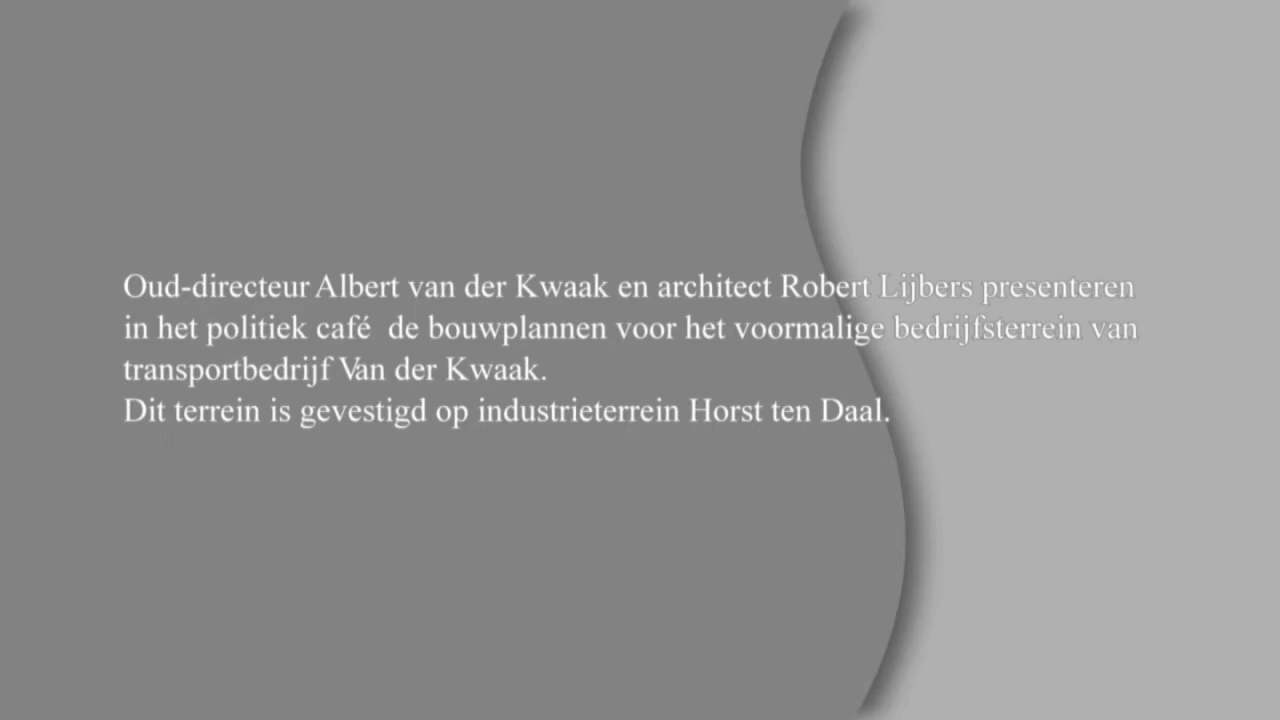 Oud-directeur Albert van der Kwaak en architect Robert Lijbers presenteren
in het politiek café  de bouwplannen voor het voormalige bedrijfsterrein van
transportbedrijf Van der Kwaak.
Dit terrein is gevestigd op industrieterrein Horst ten Daal.